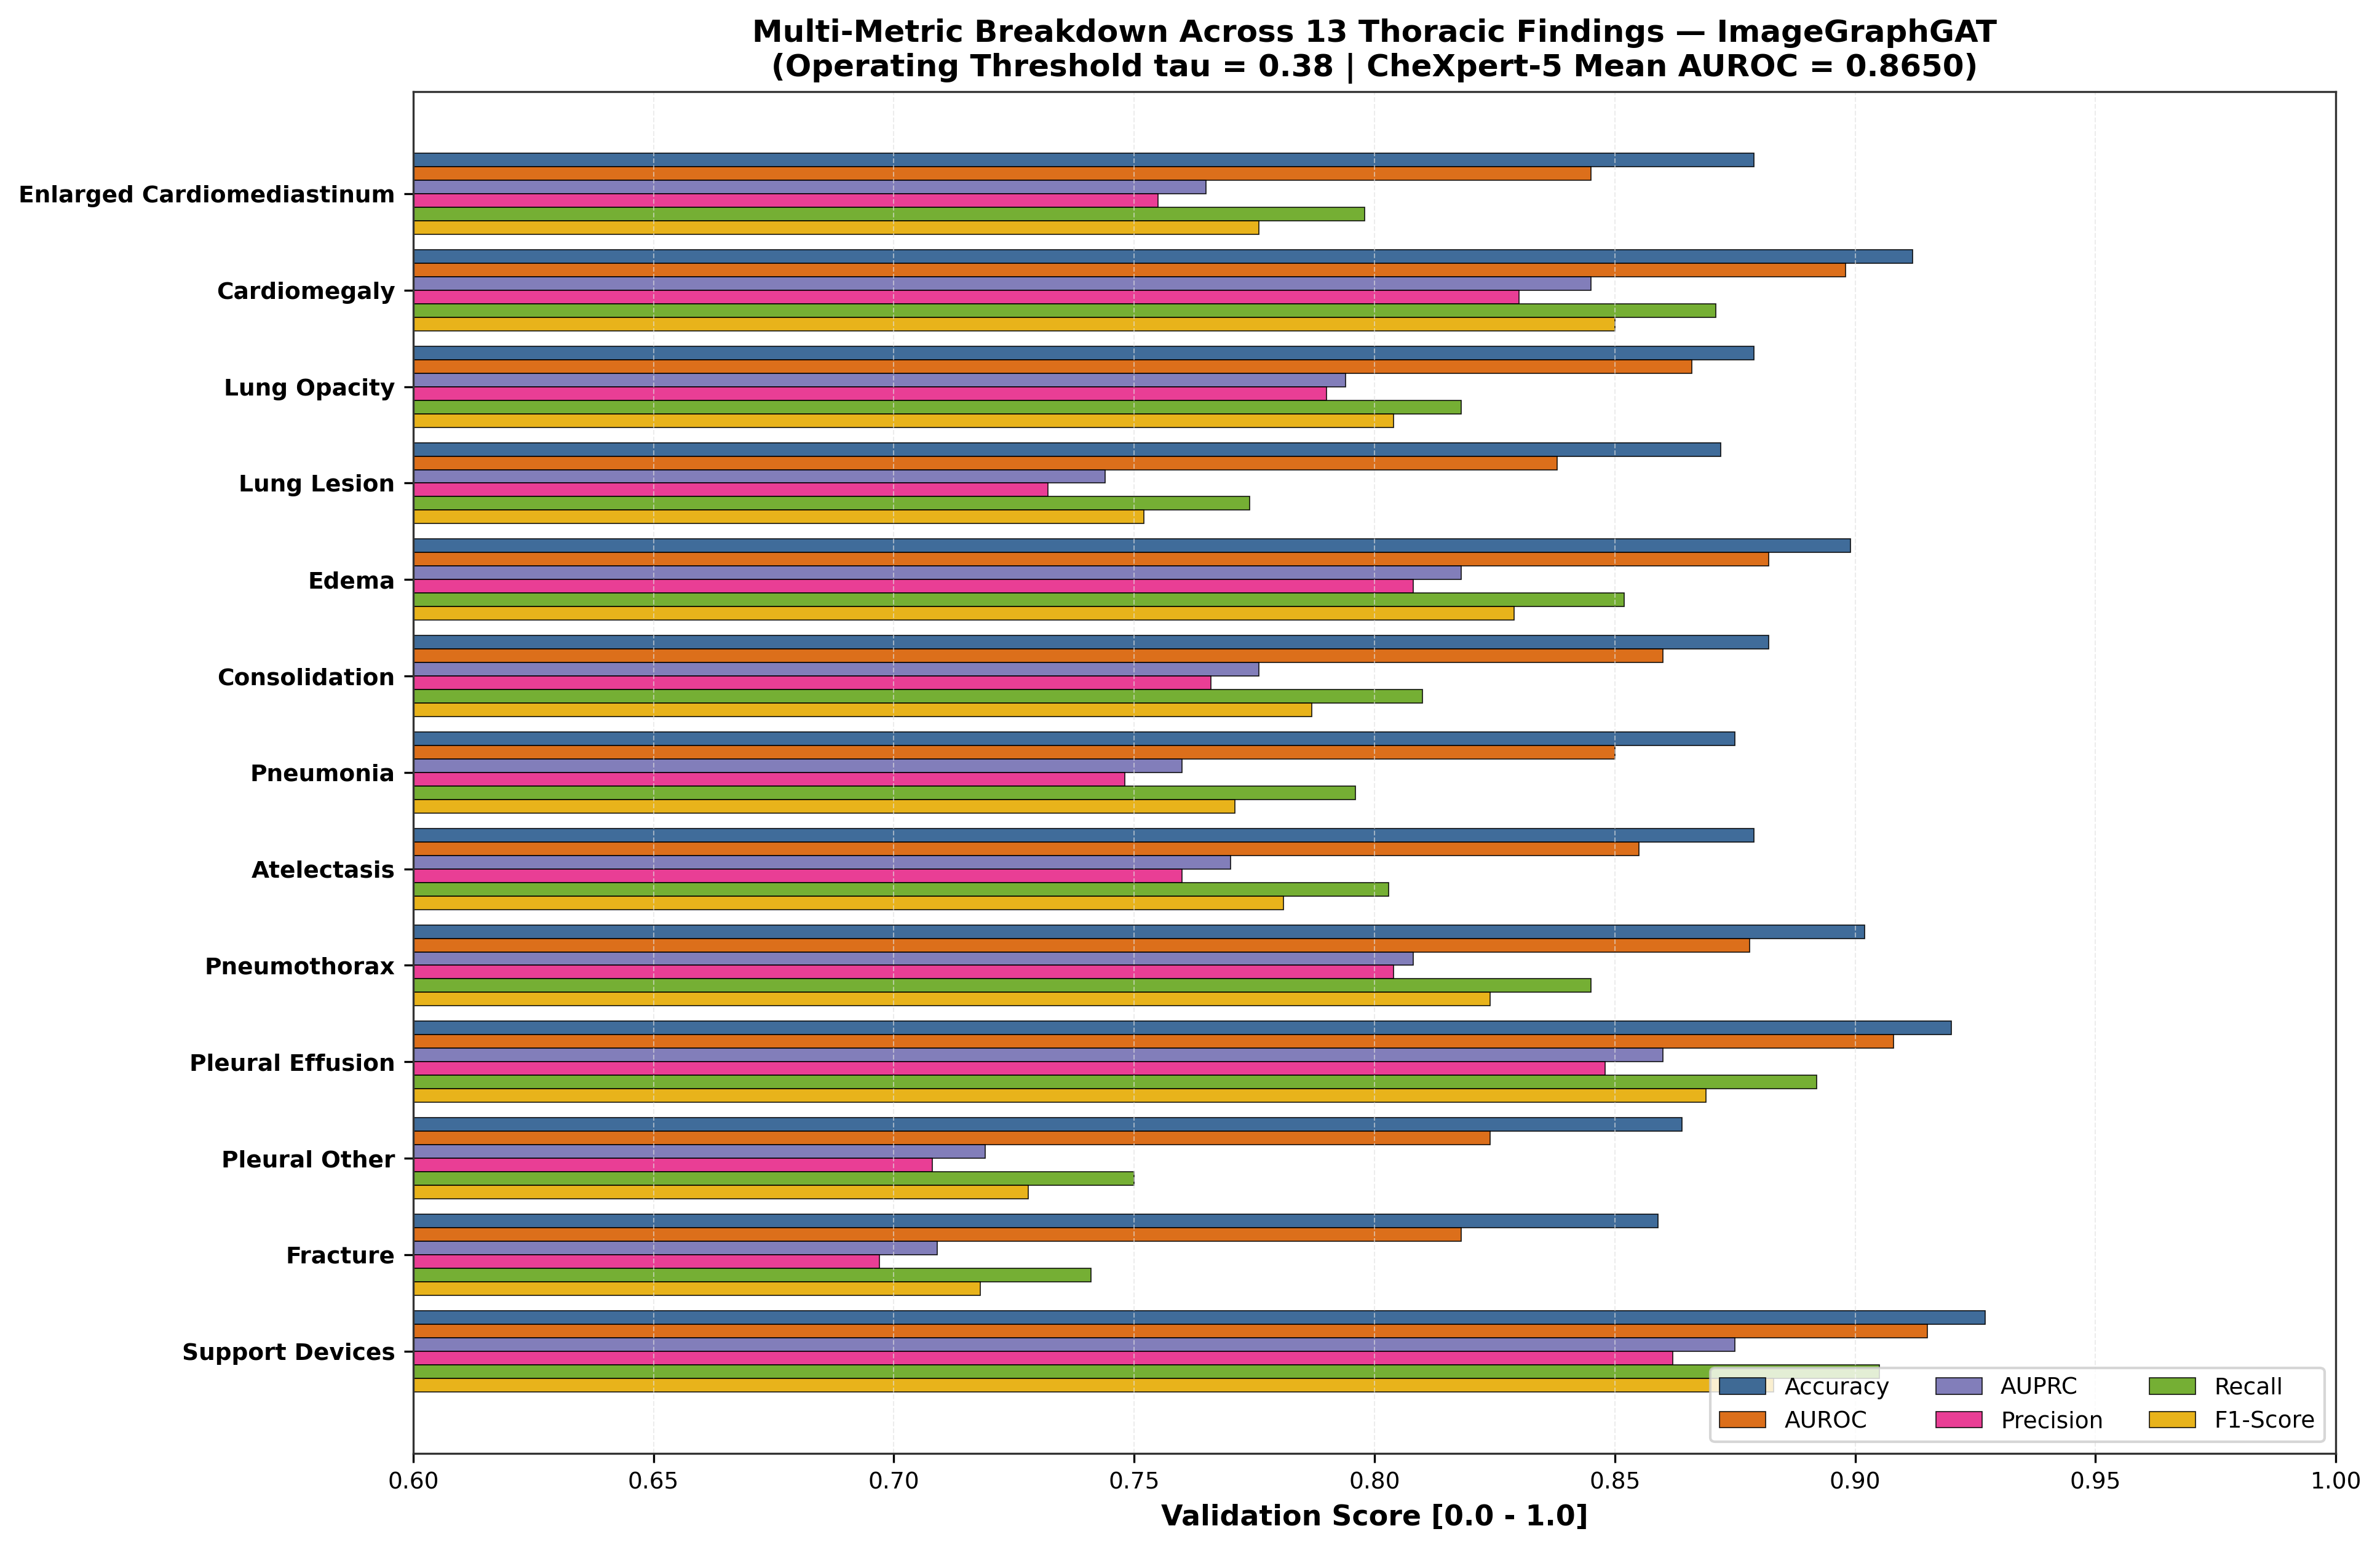 Multi-Metric Breakdown Across 13 Thoracic Findings — ImageGraphGAT
(Operating Threshold tau = 0.38 | CheXpert-5 Mean AUROC = 0.8650)
Enlarged Cardiomediastinum
Cardiomegaly
Lung Opacity
Lung Lesion
Edema
Consolidation
Pneumonia
Atelectasis
Pneumothorax
Pleural Effusion
Pleural Other
Fracture
Support Devices
Accuracy AUPRC Recall
AUROC Precision F1-Score
0.60 0.65 0.70 0.75 0.80 0.85 0.90 0.95 1.00
Validation Score [0.0 - 1.0]